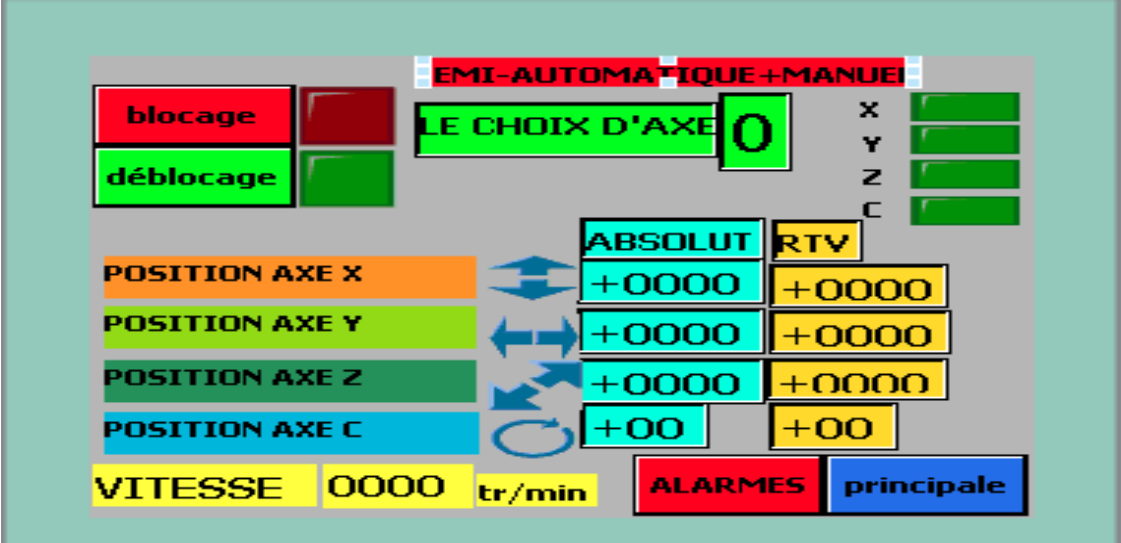 EMI-AUTOMATIQUE+MANUEl
blocage
LE CHOIX D'AXE 0
X
Y
déblocage
Z
C
ABSOLUT RTV
POSITION AXE X +0000 +0000
POSITION AXE Y +0000 +0000
POSITION AXE Z +0000 +0000
POSITION AXE C +00 +00
VITESSE 0000 tr/min
ALARMES principale